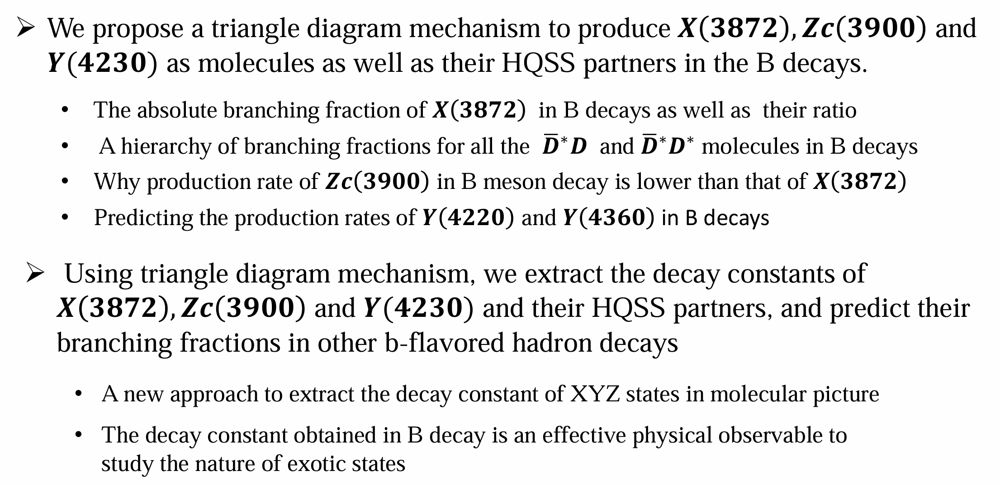 ➢ We propose a triangle diagram mechanism to produce X(3872), Zc(3900) and
Y(4230) as molecules as well as their HQSS partners in the B decays.
• The absolute branching fraction of X(3872) in B decays as well as their ratio
• A hierarchy of branching fractions for all the D̅*D and D̅*D* molecules in B decays
• Why production rate of Zc(3900) in B meson decay is lower than that of X(3872)
• Predicting the production rates of Y(4220) and Y(4360) in B decays
➢ Using triangle diagram mechanism, we extract the decay constants of
X(3872), Zc(3900) and Y(4230) and their HQSS partners, and predict their
branching fractions in other b-flavored hadron decays
• A new approach to extract the decay constant of XYZ states in molecular picture
• The decay constant obtained in B decay is an effective physical observable to
study the nature of exotic states